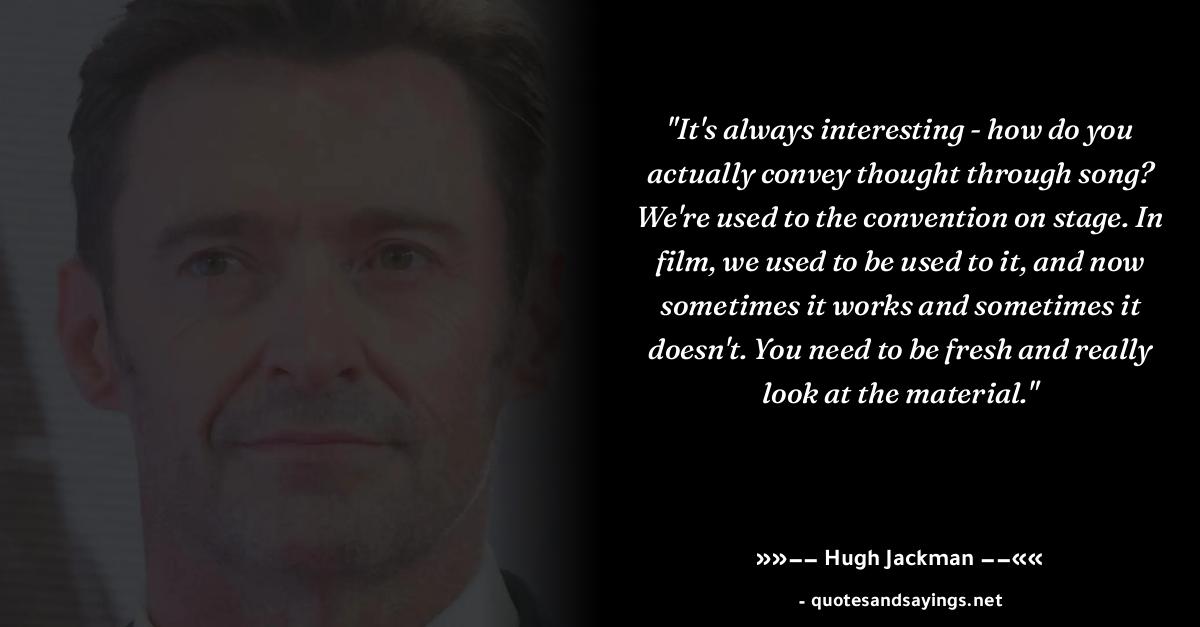 "It's always interesting - how do you
actually convey thought through song?
We're used to the convention on stage. In
film, we used to be used to it, and now
sometimes it works and sometimes it
doesn't. You need to be fresh and really
look at the material."
»»−− Hugh Jackman −−««
- quotesandsayings.net